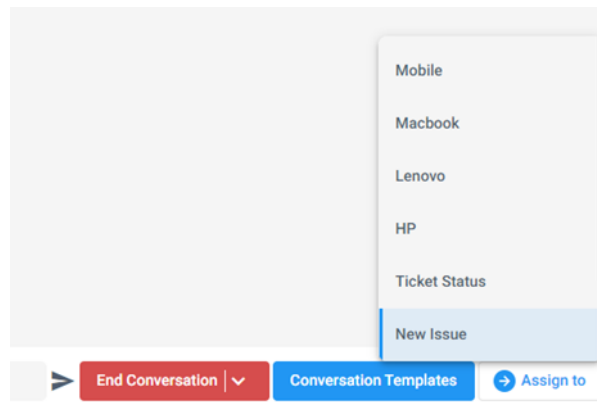 Mobile
Macbook
Lenovo
HP
Ticket Status
New Issue
End Conversation
Conversation Templates
Assign to